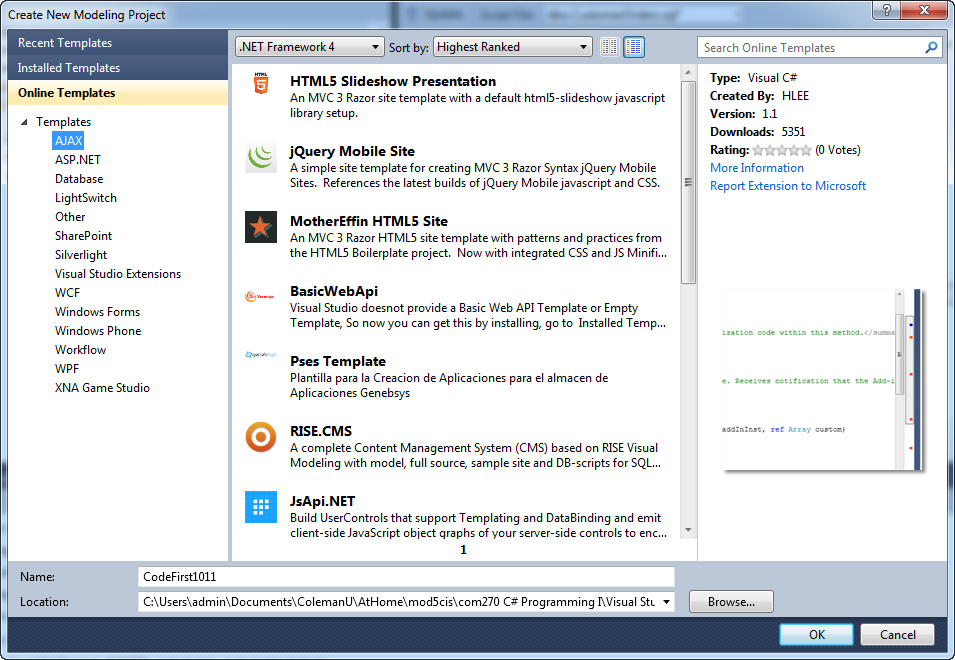 Create New Modeling Project
?
Recent Templates
Installed Templates
Online Templates
Templates
AJAX
ASP.NET
Database
LightSwitch
Other
SharePoint
Silverlight
Visual Studio Extensions
WCF
Windows Forms
Windows Phone
Workflow
WPF
XNA Game Studio
.NET Framework 4
Sort by:
Highest Ranked
HTML
HTML5 Slideshow Presentation
An MVC 3 Razor site template with a default html5-slideshow javascript
library setup.
jQuery Mobile Site
A simple site template for creating MVC 3 Razor Syntax jQuery Mobile
Sites. References the latest builds of jQuery Mobile javascript and CSS.
MotherEffin HTML5 Site
An MVC 3 Razor HTML5 site template with patterns and practices from
the HTML5 Boilerplate project. Now with integrated CSS and JS Minifi...
BasicWebApi
Visual Studio doesnot provide a Basic Web API Template or Empty
Template, So now you can get this by installing, go to Installed Temp...
Pses Template
Plantilla para la Creacion de Aplicaciones para el almacen de
Aplicaciones Genebsys
RISE.CMS
A complete Content Management System (CMS) based on RISE Visual
Modeling with model, full source, sample site and DB-scripts for SQL...
JsApi.NET
Build UserControls that support Templating and DataBinding and emit
client-side JavaScript object graphs of your server-side controls to enc...
1
Search Online Templates
Type: Visual C#
Created By: HLEE
Version: 1.1
Downloads: 5351
Rating: (0 Votes)
More Information
Report Extension to Microsoft
ization code within this method.</summa
e. Receives notification that the Add-i
addInInst, ref Array custom)
Name:
CodeFirst1011
Location:
C:\Users\admin\Documents\ColemanU\AtHome\mod5cis\com270 C# Programming I\Visual Stu
Browse...
OK
Cancel